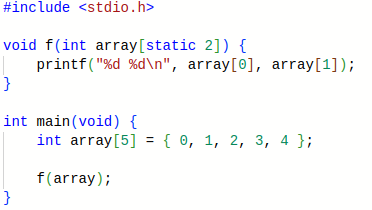 #include <stdio.h>

void f(int array[static 2]) {
    printf("%d %d\n", array[0], array[1]);
}

int main(void) {
    int array[5] = { 0, 1, 2, 3, 4 };

    f(array);
}